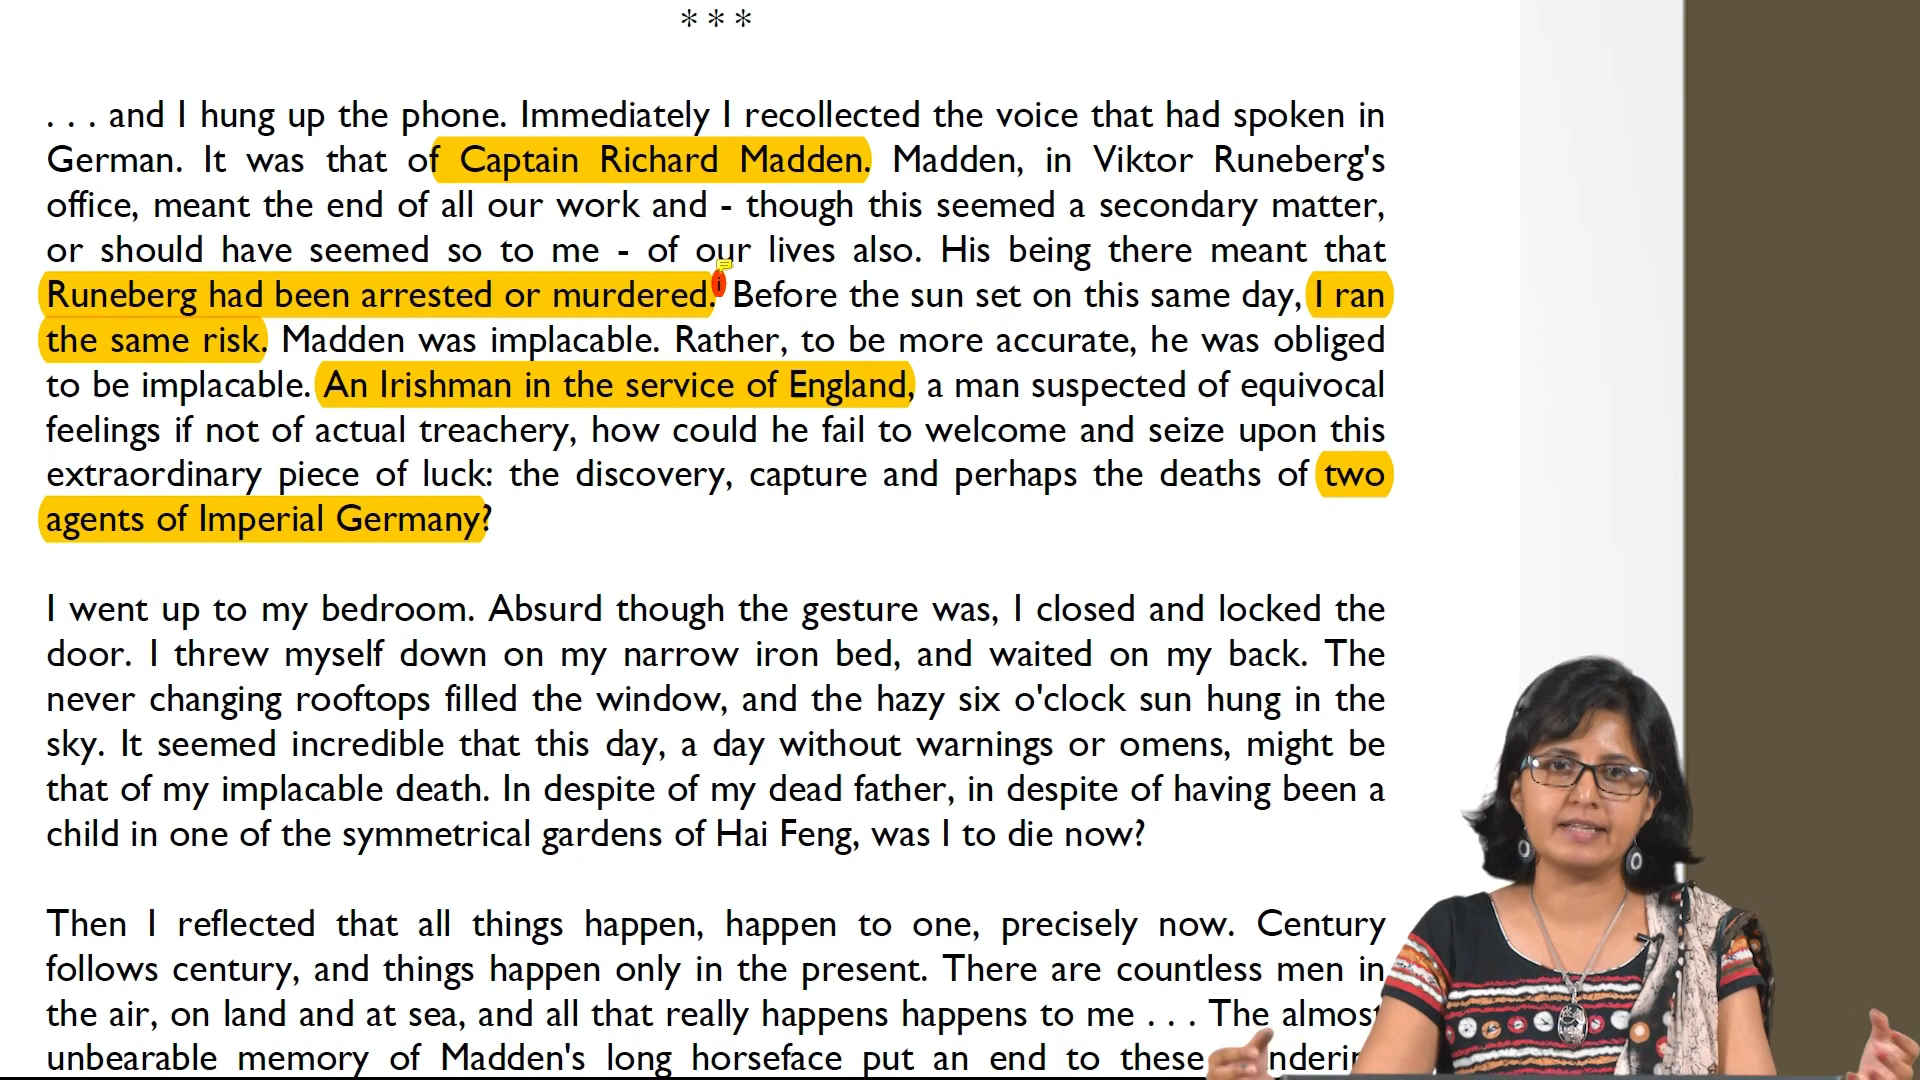 * * *
. . . and I hung up the phone. Immediately I recollected the voice that had spoken in
German. It was that of Captain Richard Madden. Madden, in Viktor Runeberg's
office, meant the end of all our work and - though this seemed a secondary matter,
or should have seemed so to me - of our lives also. His being there meant that
Runeberg had been arrested or murdered.i Before the sun set on this same day, I ran
the same risk. Madden was implacable. Rather, to be more accurate, he was obliged
to be implacable. An Irishman in the service of England, a man suspected of equivocal
feelings if not of actual treachery, how could he fail to welcome and seize upon this
extraordinary piece of luck: the discovery, capture and perhaps the deaths of two
agents of Imperial Germany?
I went up to my bedroom. Absurd though the gesture was, I closed and locked the
door. I threw myself down on my narrow iron bed, and waited on my back. The
never changing rooftops filled the window, and the hazy six o'clock sun hung in the
sky. It seemed incredible that this day, a day without warnings or omens, might be
that of my implacable death. In despite of my dead father, in despite of having been a
child in one of the symmetrical gardens of Hai Feng, was I to die now?
Then I reflected that all things happen, happen to one, precisely now. Century
follows century, and things happen only in the present. There are countless men in
the air, on land and at sea, and all that really happens happens to me . . . The almost
unbearable memory of Madden's long horseface put an end to these